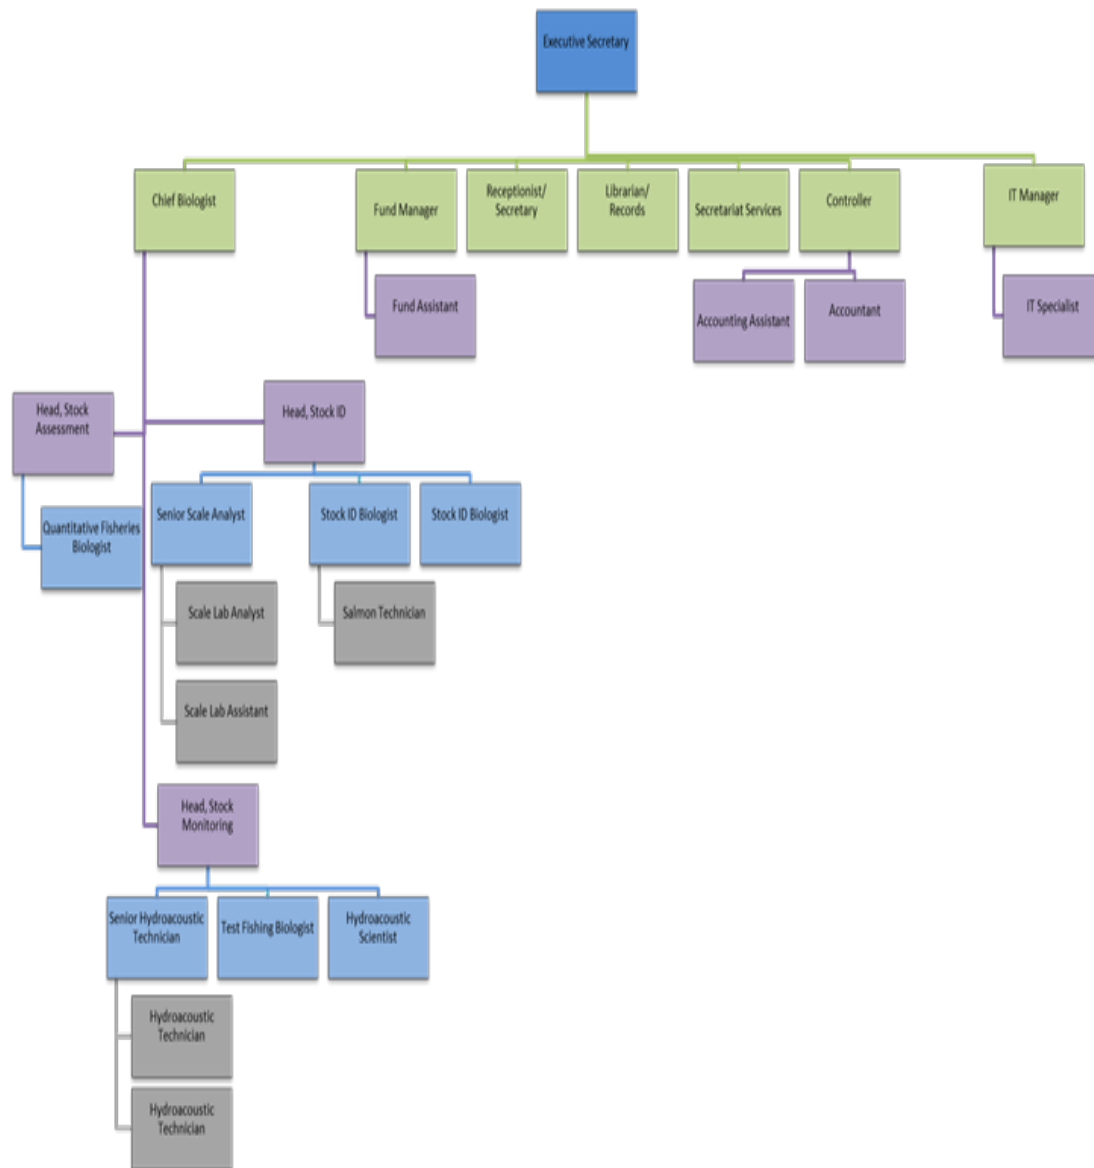 Executive Secretary
Chief Biologist
Fund Manager
Receptionist/
Secretary
Librarian/
Records
Secretariat Services
Controller
IT Manager
Fund Assistant
Accounting Assistant
Accountant
IT Specialist
Head, Stock
Assessment
Head, Stock ID
Quantitative Fisheries
Biologist
Senior Scale Analyst
Stock ID Biologist
Stock ID Biologist
Scale Lab Analyst
Salmon Technician
Scale Lab Assistant
Head, Stock
Monitoring
Senior Hydroacoustic
Technician
Test Fishing Biologist
Hydroacoustic
Scientist
Hydroacoustic
Technician
Hydroacoustic
Technician